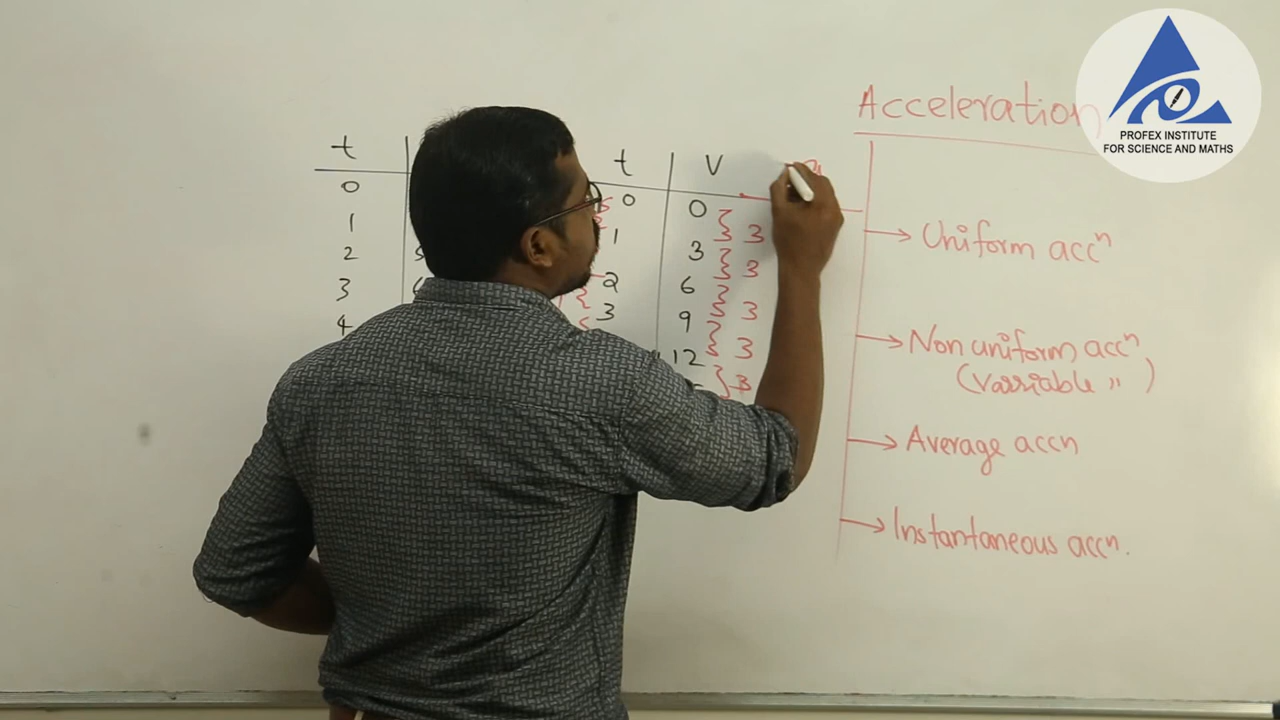 PROFEX INSTITUTE
FOR SCIENCE AND MATHS
Acceleration
t
0
1
2
3
4
t V
0 0
1 3
2 3 3
3 6 3
9 3
12 3
3
Uniform accⁿ
Non uniform accⁿ
(Variable ")
Average accn
Instantaneous accⁿ.